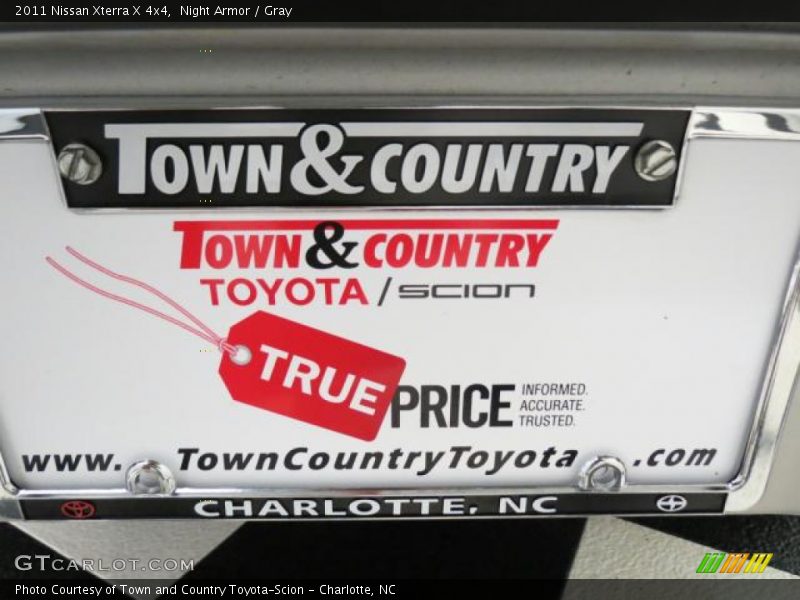 2011 Nissan Xterra X 4x4,  Night Armor / Gray
TOWN & COUNTRY
TOWN & COUNTRY
TOYOTA / SCION
TRUE PRICE INFORMED.
ACCURATE.
TRUSTED.
www. TownCountryToyota .com
CHARLOTTE, NC
GTCARLOT.COM
Photo Courtesy of Town and Country Toyota-Scion - Charlotte, NC